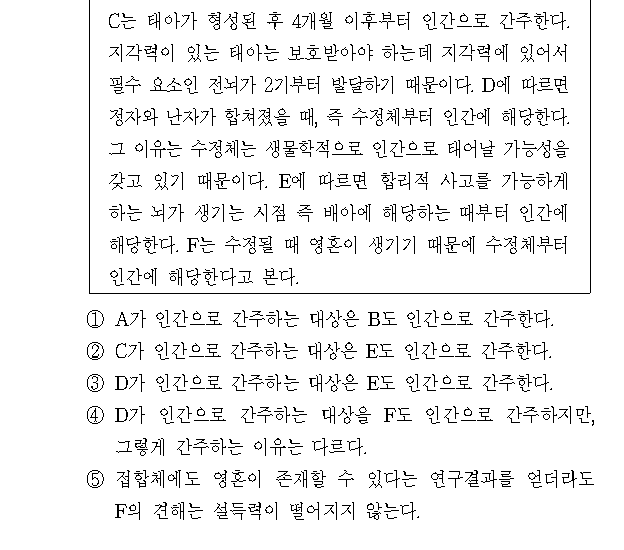 C는 태아가 형성된 후 4개월 이후부터 인간으로 간주한다.
지각력이 있는 태아는 보호받아야 하는데 지각력에 있어서
필수 요소인 전뇌가 2기부터 발달하기 때문이다. D에 따르면
정자와 난자가 합쳐졌을 때, 즉 수정체부터 인간에 해당한다.
그 이유는 수정체는 생물학적으로 인간으로 태어날 가능성을
갖고 있기 때문이다. E에 따르면 합리적 사고를 가능하게
하는 뇌가 생기는 시점 즉 배아에 해당하는 때부터 인간에
해당한다. F는 수정될 때 영혼이 생기기 때문에 수정체부터
인간에 해당한다고 본다.
① A가 인간으로 간주하는 대상은 B도 인간으로 간주한다.
② C가 인간으로 간주하는 대상은 E도 인간으로 간주한다.
③ D가 인간으로 간주하는 대상은 E도 인간으로 간주한다.
④ D가 인간으로 간주하는 대상을 F도 인간으로 간주하지만,
그렇게 간주하는 이유는 다르다.
⑤ 접합체에도 영혼이 존재할 수 있다는 연구결과를 얻더라도
F의 견해는 설득력이 떨어지지 않는다.